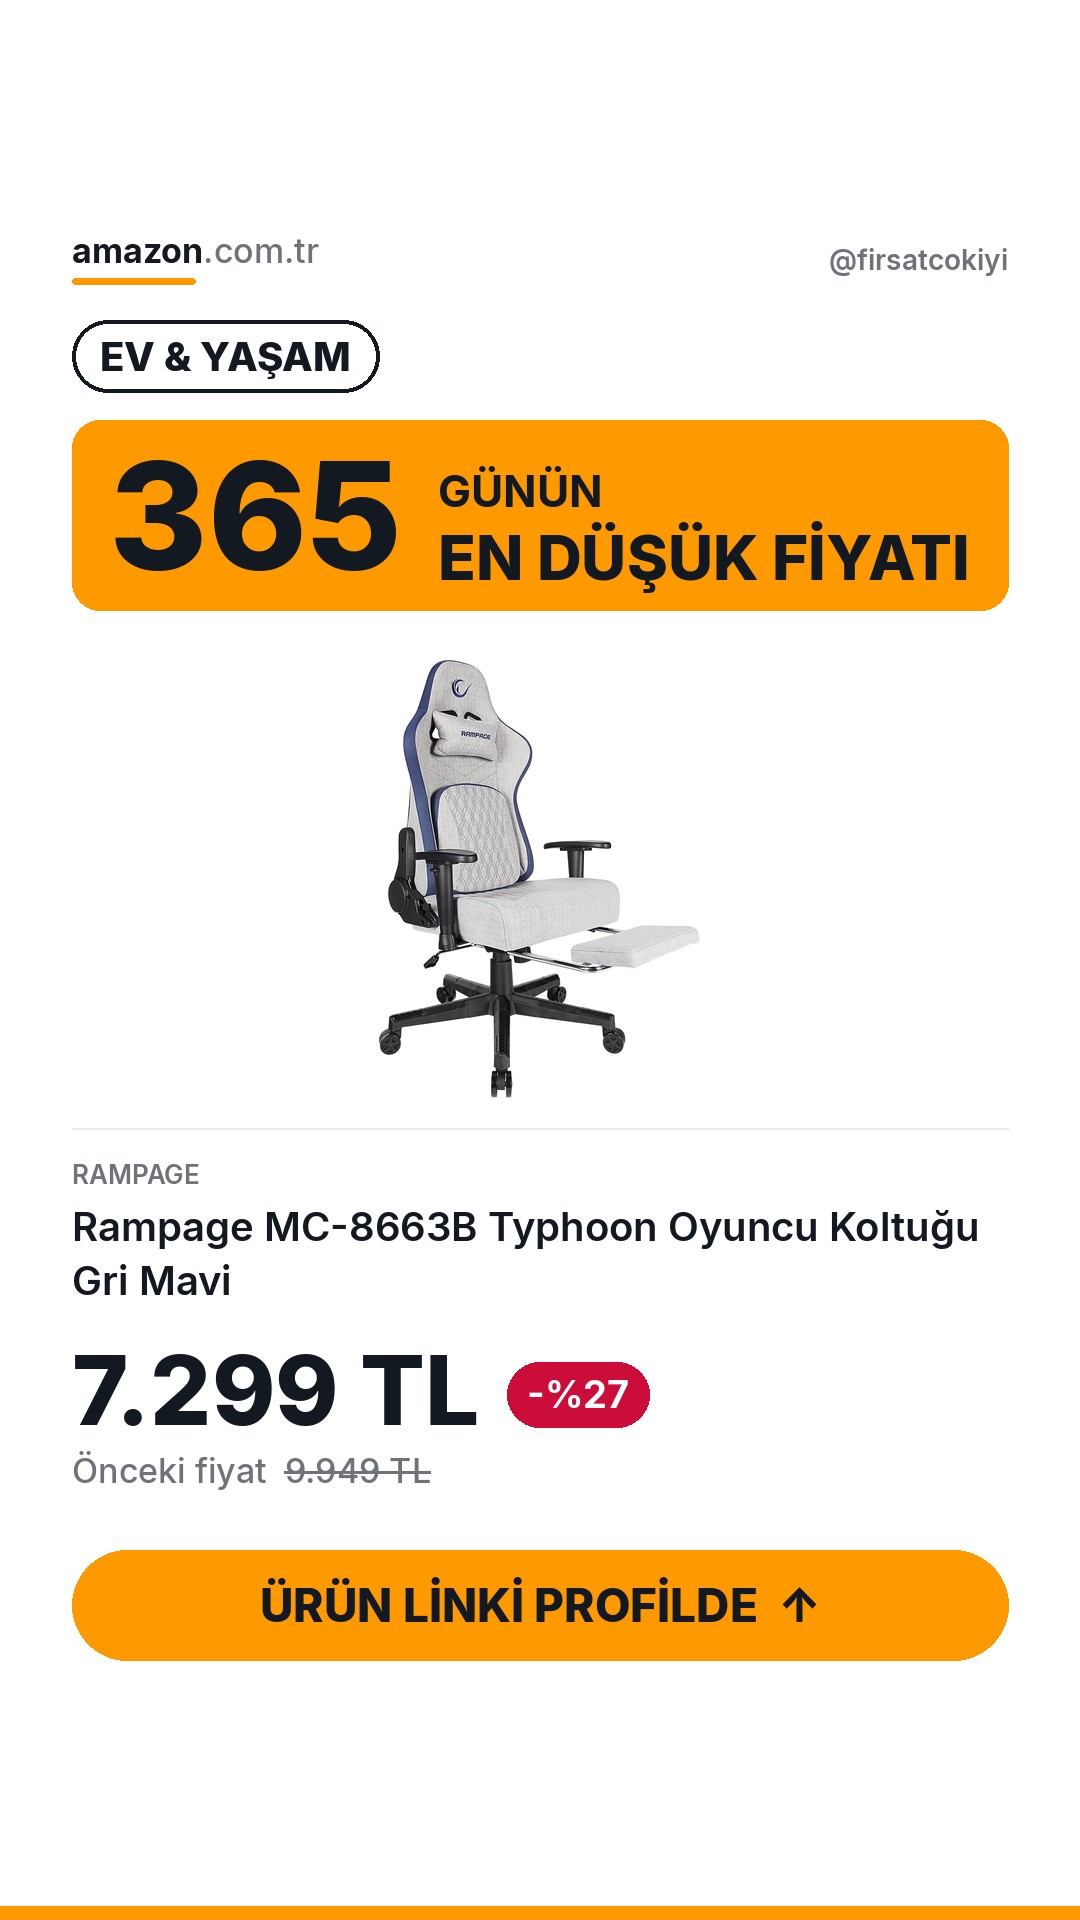 amazon.com.tr
@firsatcokiyi
EV & YAŞAM
365 GÜNÜN
EN DÜŞÜK FİYATI
RAMPAGE
RAMPAGE
Rampage MC-8663B Typhoon Oyuncu Koltuğu
Gri Mavi
7.299 TL -%27
Önceki fiyat 9.949 TL
ÜRÜN LİNKİ PROFİLDE ↑